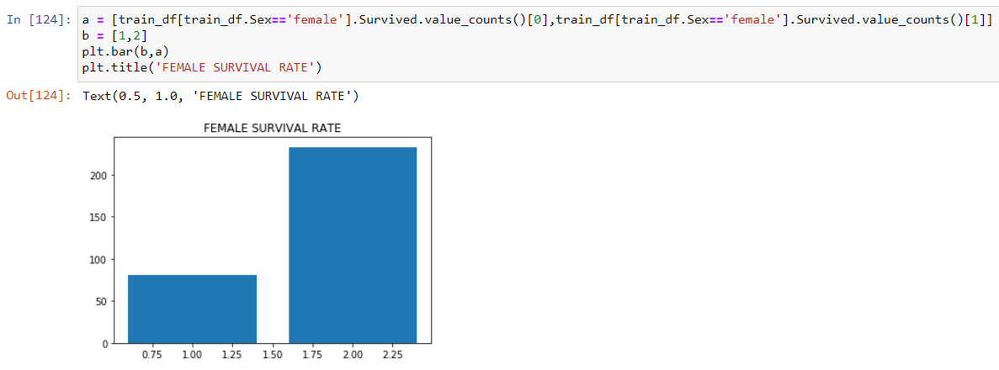 In [124]: a = [train_df[train_df.Sex=='female'].Survived.value_counts()[0],train_df[train_df.Sex=='female'].Survived.value_counts()[1]]
b = [1,2]
plt.bar(b,a)
plt.title('FEMALE SURVIVAL RATE')
Out[124]: Text(0.5, 1.0, 'FEMALE SURVIVAL RATE')
FEMALE SURVIVAL RATE
200
150
100
50
0
0.75 1.00 1.25 1.50 1.75 2.00 2.25